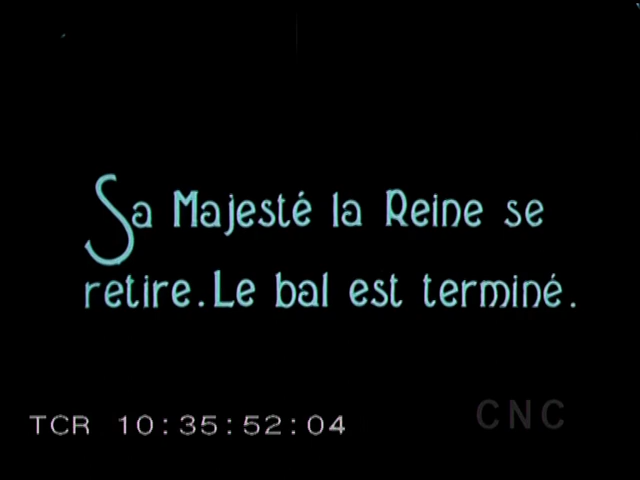 Sa Majesté la Reine se
retire. Le bal est terminé.
TCR 10:35:52:04
CNC